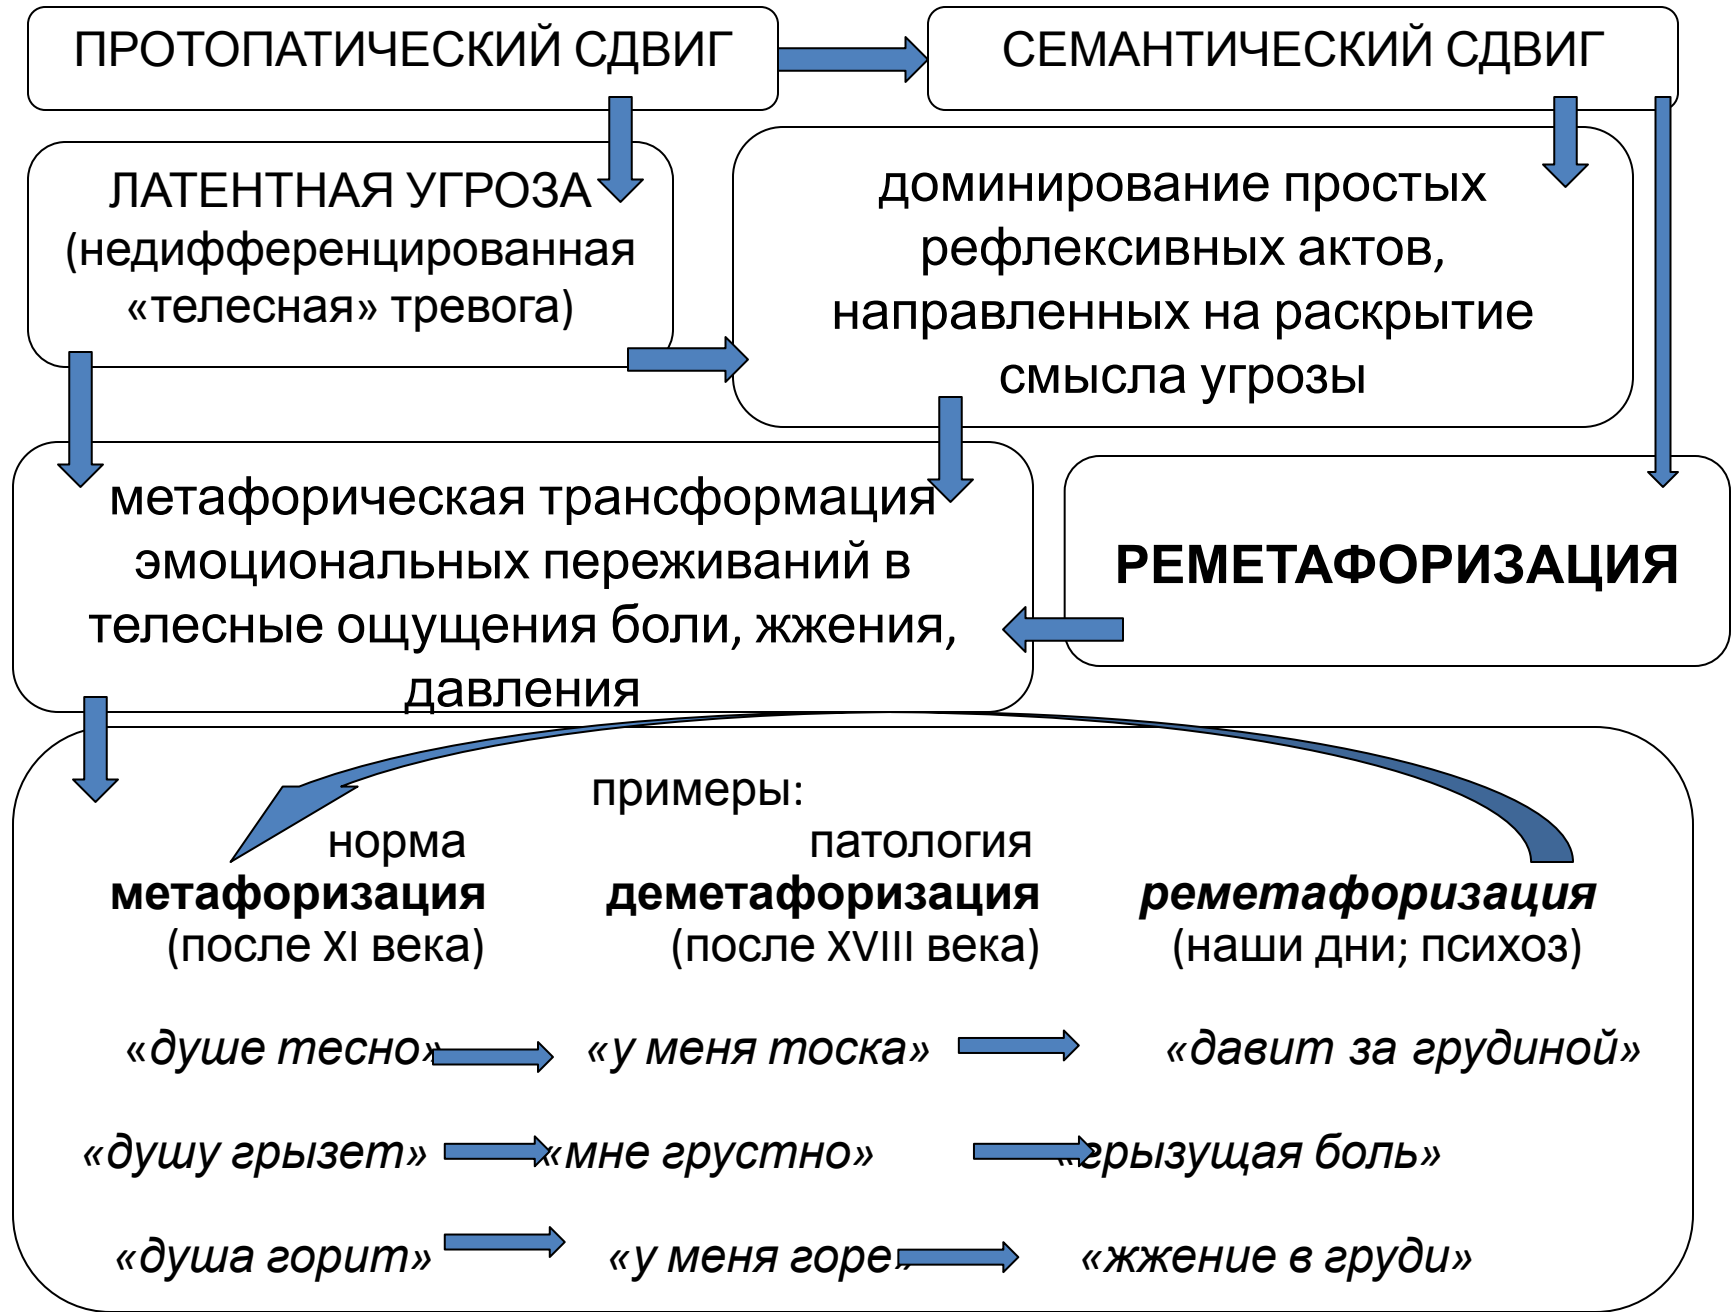 ПРОТОПАТИЧЕСКИЙ СДВИГ
СЕМАНТИЧЕСКИЙ СДВИГ
ЛАТЕНТНАЯ УГРОЗА
(недифференцированная
«телесная» тревога)
доминирование простых
рефлексивных актов,
направленных на раскрытие
смысла угрозы
метафорическая трансформация
эмоциональных переживаний в
телесные ощущения боли, жжения,
давления
РЕМЕТАФОРИЗАЦИЯ
примеры:
норма патология
метафоризация деметафоризация реметафоризация
(после XI века) (после XVIII века) (наши дни; психоз)
«душе тесно» «у меня тоска» «давит за грудиной»
«душу грызет» «мне грустно» «грызущая боль»
«душа горит» «у меня горе» «жжение в груди»